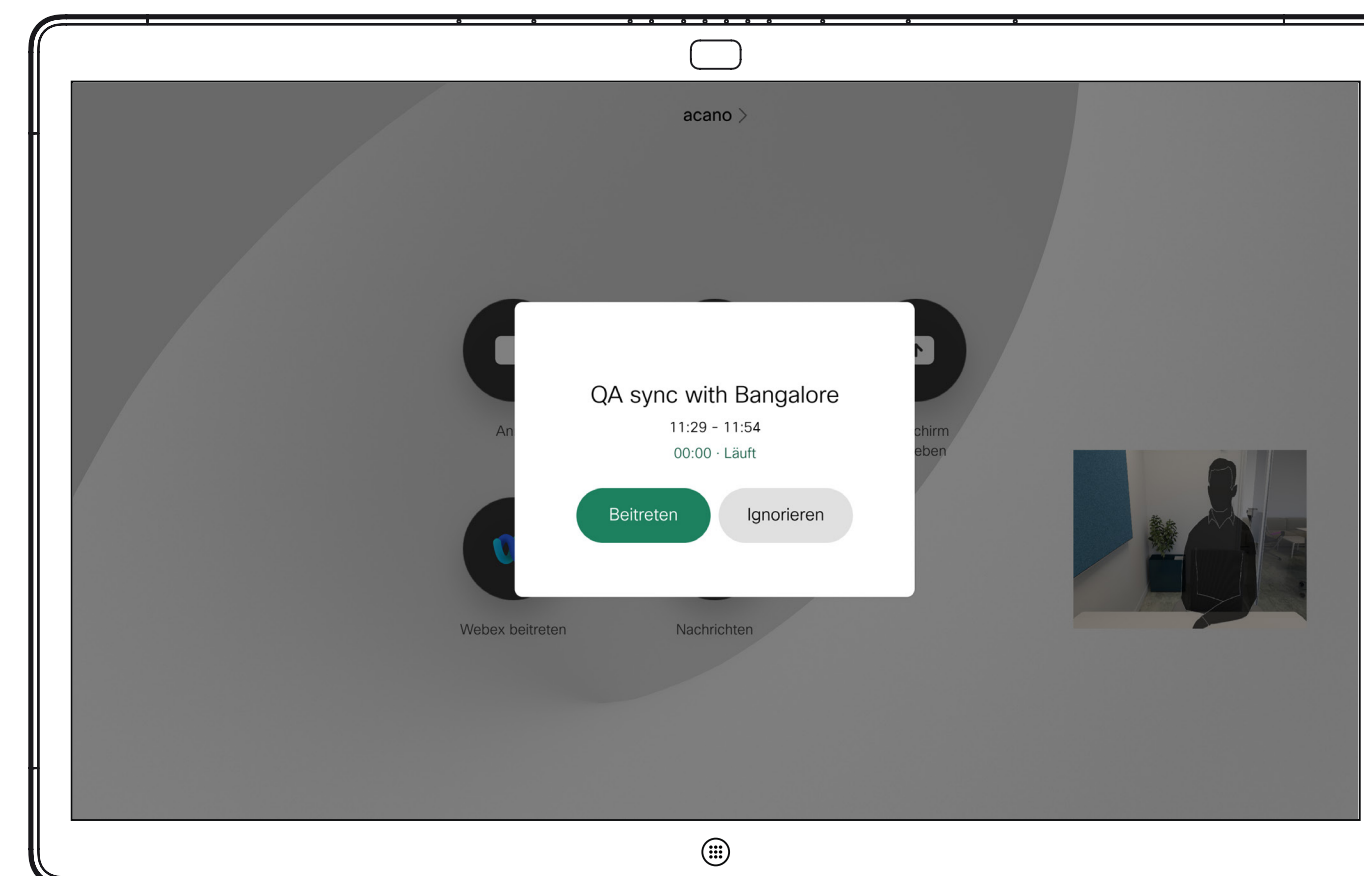 acano
QA sync with Bangalore
11:29 - 11:54
00:00 · Läuft
Beitreten
Ignorieren
Webex beitreten
Nachrichten